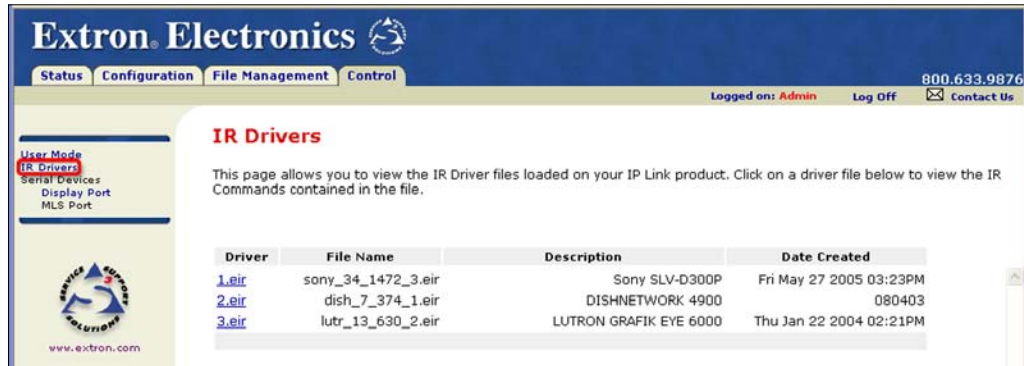 Extron® Electronics
Status Configuration File Management Control
800.633.9876
Logged on: Admin Log Off Contact Us
User Mode
IR Drivers
Serial Devices
Display Port
MLS Port
SERVICE SUPPORT SOLUTIONS
S3
www.extron.com
IR Drivers
This page allows you to view the IR Driver files loaded on your IP Link product. Click on a driver file below to view the IR
Commands contained in the file.
Driver File Name Description Date Created
1.eir sony_34_1472_3.eir Sony SLV-D300P Fri May 27 2005 03:23PM
2.eir dish_7_374_1.eir DISHNETWORK 4900 080403
3.eir lutr_13_630_2.eir LUTRON GRAFIK EYE 6000 Thu Jan 22 2004 02:21PM